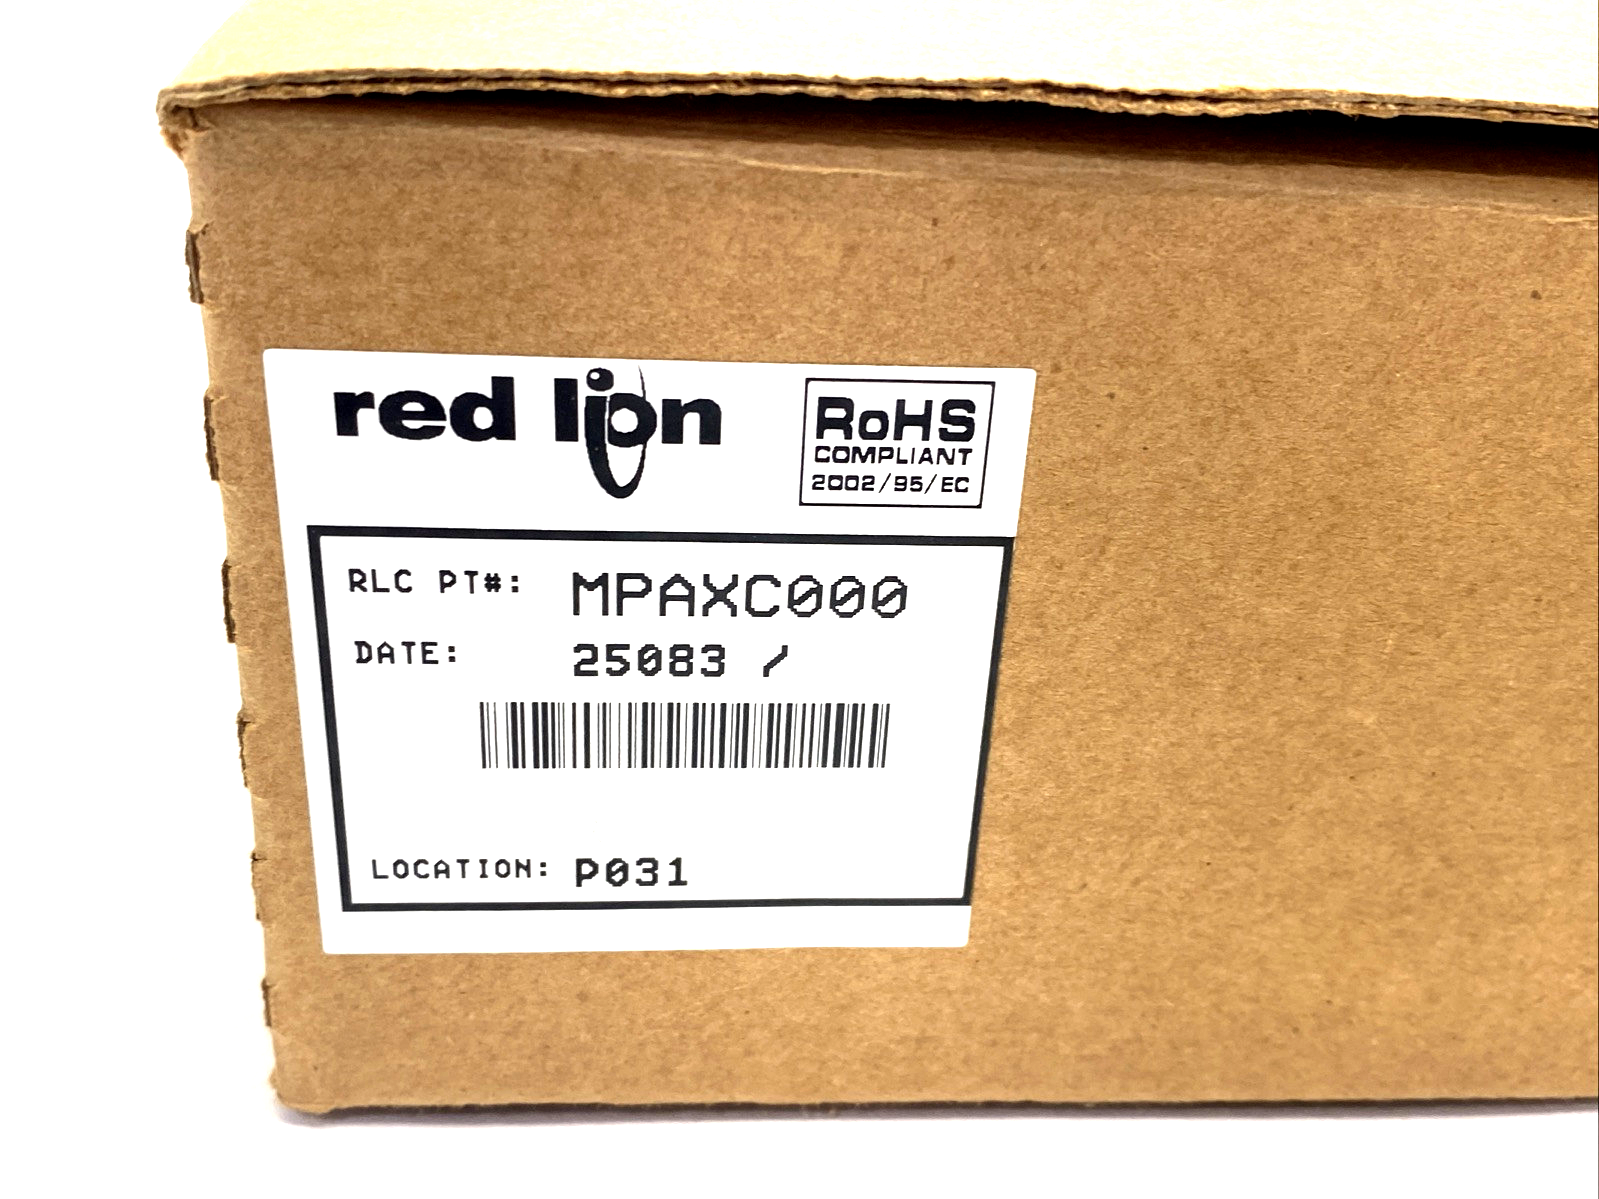 red lion
RoHS
COMPLIANT
2002/95/EC
RLC PT#: MPAXC000
DATE: 25083 /
LOCATION: P031